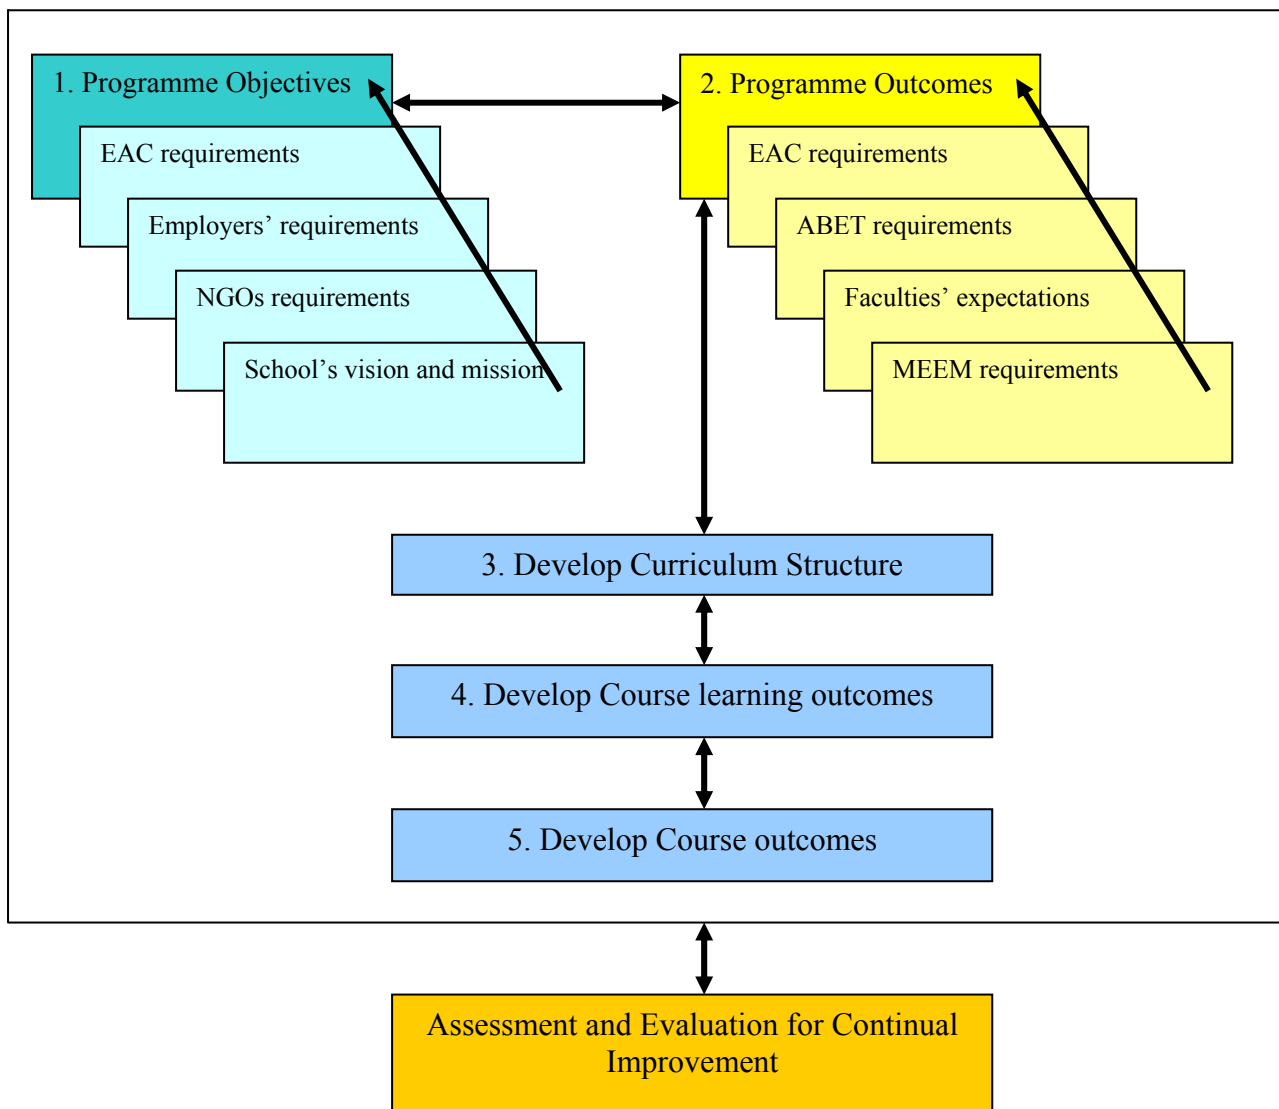 1. Programme Objectives
EAC requirements
Employers’ requirements
NGOs requirements
School’s vision and mission
2. Programme Outcomes
EAC requirements
ABET requirements
Faculties’ expectations
MEEM requirements
3. Develop Curriculum Structure
4. Develop Course learning outcomes
5. Develop Course outcomes
Assessment and Evaluation for Continual
Improvement